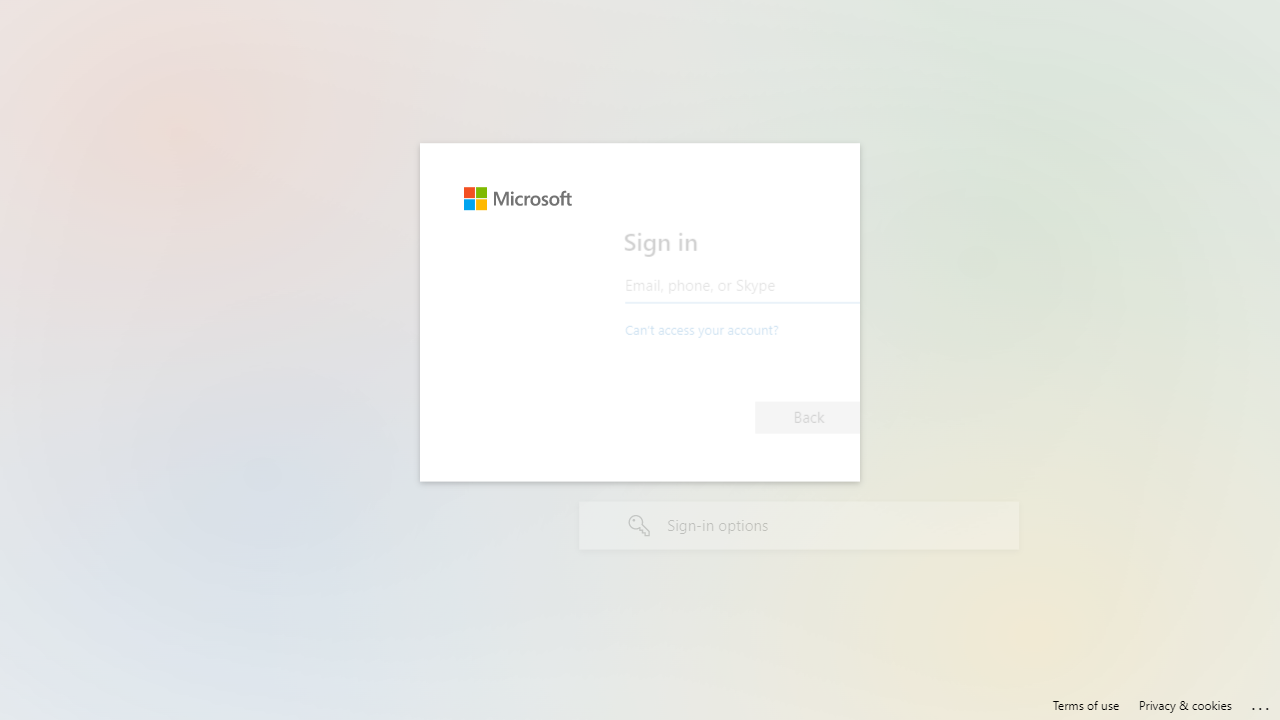 Microsoft
Sign in
Email, phone, or Skype
Can't access your account?
Back
Sign-in options
Terms of use Privacy & cookies ...